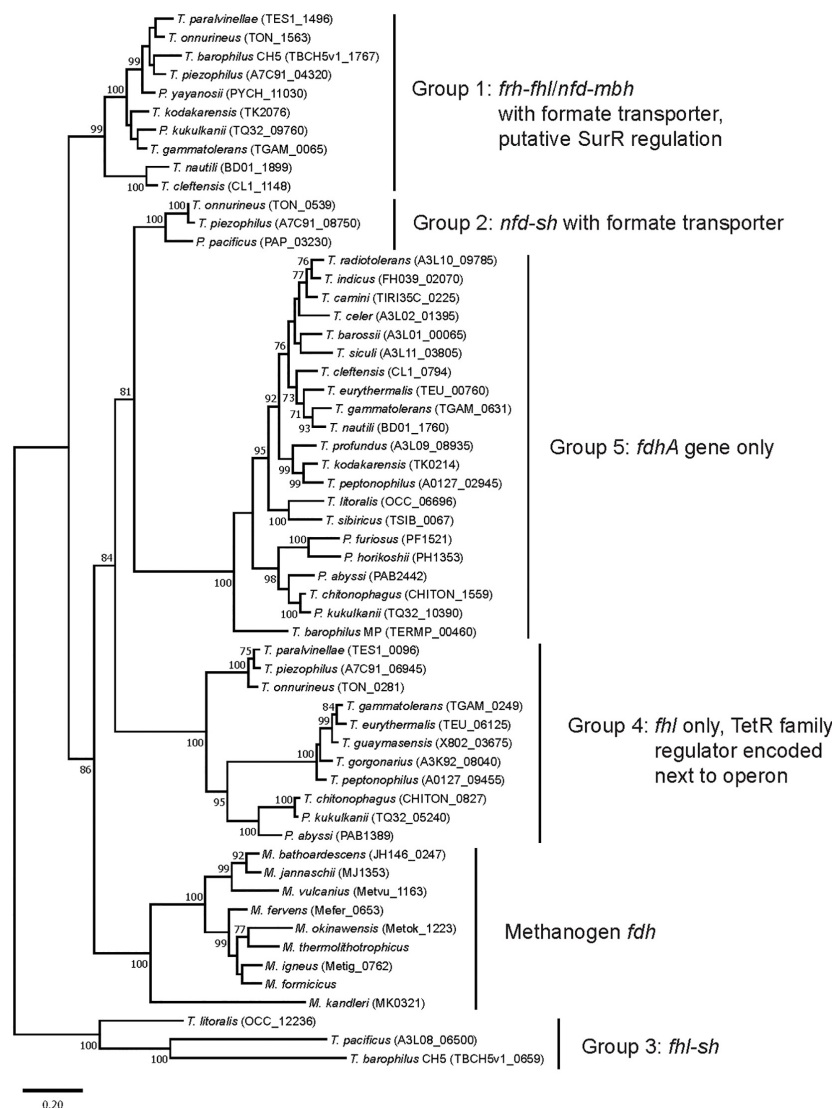 T. paralvinellae (TES1_1496)
99
T. onnurineus (TON_1563)
T. barophilus CH5 (TBCH5v1_1767)
T. piezophilus (A7C91_04320)
100
P. yayanosii (PYCH_11030)
Group 1: frh-fhl/nfd-mbh
with formate transporter,
putative SurR regulation
T. kodakarensis (TK2076)
99
P. kukulkanii (TQ32_09760)
T. gammatolerans (TGAM_0065)
T. nautili (BD01_1899)
100
T. cleftensis (CL1_1148)
100
T. onnurineus (TON_0539)
100
T. piezophilus (A7C91_08750)
Group 2: nfd-sh with formate transporter
P. pacificus (PAP_03230)
76
T. radiotolerans (A3L10_09785)
77
T. indicus (FH039_02070)
T. camini (TIRI35C_0225)
T. celer (A3L02_01395)
T. barossii (A3L01_00065)
76
T. siculi (A3L11_03805)
T. cleftensis (CL1_0794)
81
92
73
T. eurythermalis (TEU_00760)
71
T. gammatolerans (TGAM_0631)
93
T. nautili (BD01_1760)
95
T. profundus (A3L09_08935)
Group 5: fdhA gene only
99
T. kodakarensis (TK0214)
99
T. peptonophilus (A0127_02945)
T. litoralis (OCC_06696)
100
T. sibiricus (TSIB_0067)
100
P. furiosus (PF1521)
84
P. horikoshii (PH1353)
100
98
P. abyssi (PAB2442)
T. chitonophagus (CHITON_1559)
P. kukulkanii (TQ32_10390)
T. barophilus MP (TERMP_00460)
75
T. paralvinellae (TES1_0096)
100
T. piezophilus (A7C91_06945)
T. onnurineus (TON_0281)
84
T. gammatolerans (TGAM_0249)
99
T. eurythermalis (TEU_06125)
100
T. guaymasensis (X802_03675)
100
T. gorgonarius (A3K92_08040)
T. peptonophilus (A0127_09455)
Group 4: fhl only, TetR family
regulator encoded
next to operon
86
95
100
T. chitonophagus (CHITON_0827)
P. kukulkanii (TQ32_05240)
100
P. abyssi (PAB1389)
92
M. bathoardescens (JH146_0247)
99
M. jannaschii (MJ1353)
100
M. vulcanius (Metvu_1163)
M. fervens (Mefer_0653)
77
M. okinawensis (Metok_1223)
99
M. thermolithotrophicus
Methanogen fdh
100
M. igneus (Metig_0762)
M. formicicus
M. kandleri (MK0321)
T. litoralis (OCC_12236)
100
T. pacificus (A3L08_06500)
100
T. barophilus CH5 (TBCH5v1_0659)
Group 3: fhl-sh
0.20